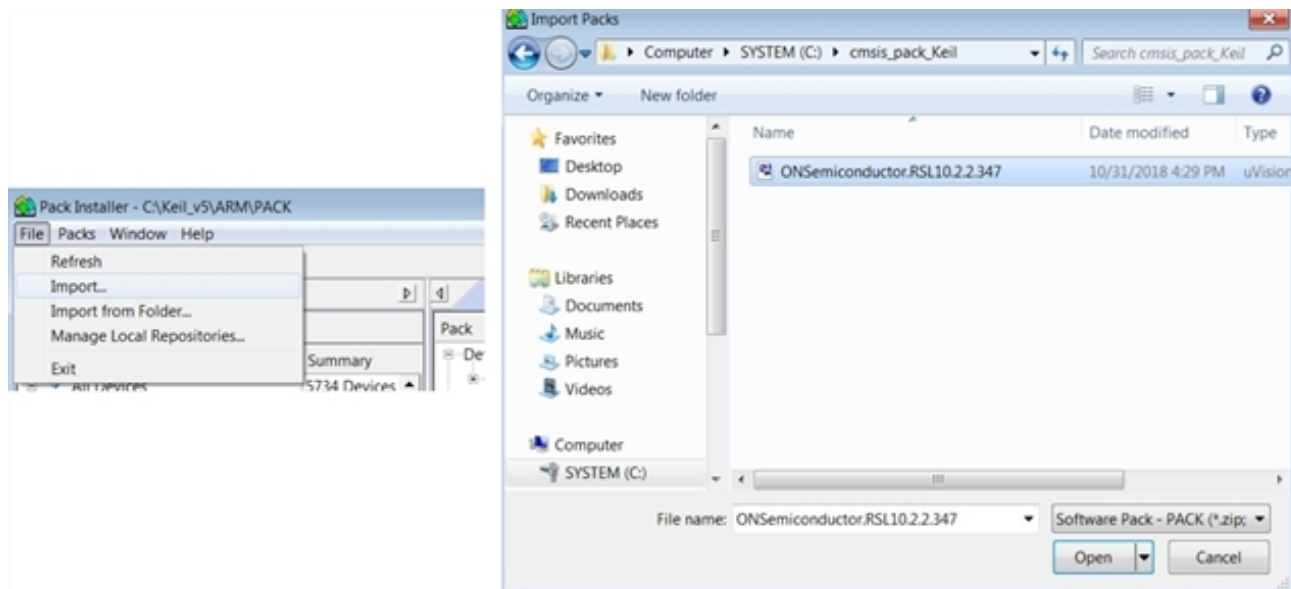 Pack Installer - C:\Keil_v5\ARM\PACK
File Packs Window Help
Refresh
Import...
Import from Folder...
Manage Local Repositories...
Exit
All Devices
Summary
5734 Devices
Pack
De
Import Packs
Computer SYSTEM (C:) cmsis_pack_Keil
Search cmsis_pack_Keil
Organize New folder
Favorites
Desktop
Downloads
Recent Places
Libraries
Documents
Music
Pictures
Videos
Computer
SYSTEM (C:)
Name Date modified Type
ONSemiconductor.RSL10.2.2.347 10/31/2018 4:29 PM uVision
File name: ONSemiconductor.RSL10.2.2.347 Software Pack - PACK (*.zip;
Open Cancel